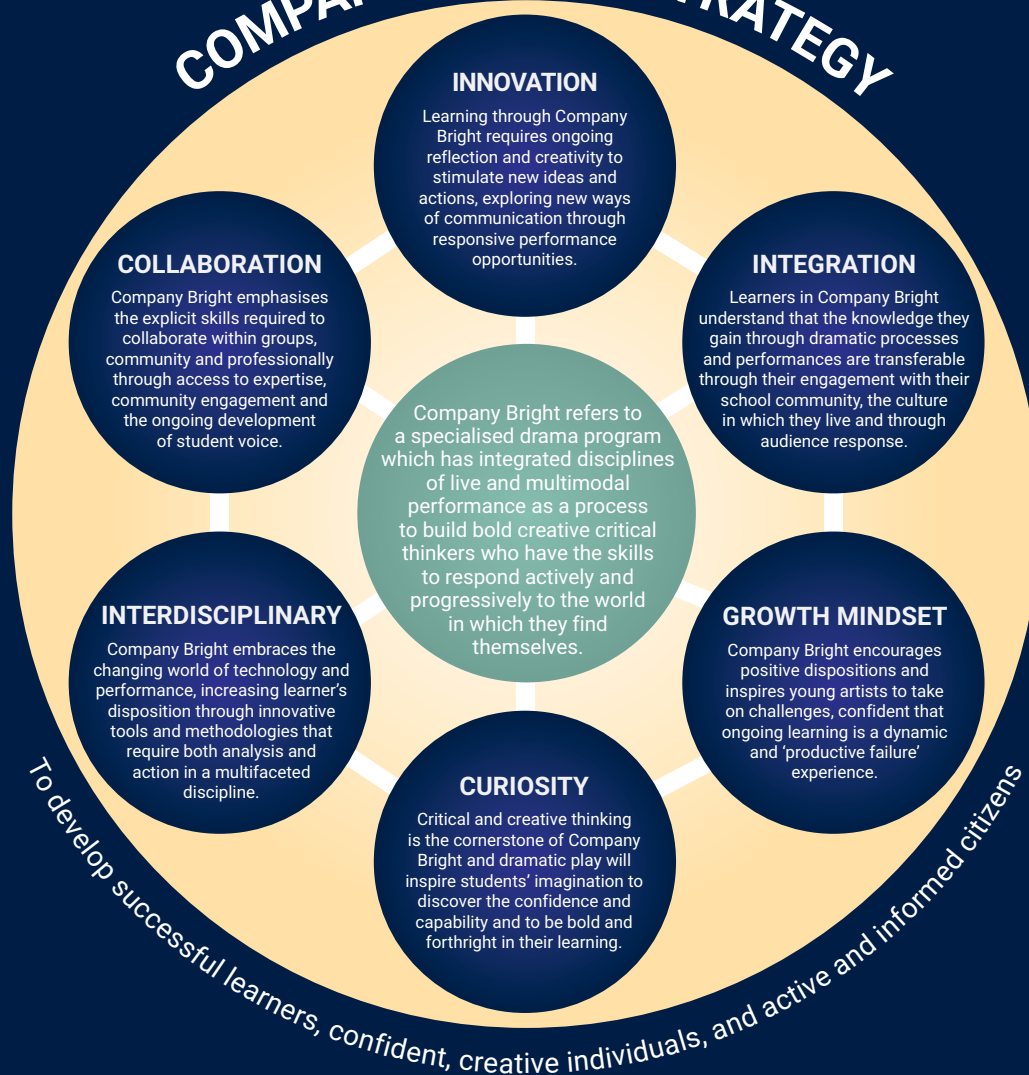 INNOVATION
Learning through Company
Bright requires ongoing
reflection and creativity to
stimulate new ideas and
actions, exploring new ways
of communication through
responsive performance
opportunities.
COLLABORATION
Company Bright emphasises
the explicit skills required to
collaborate within groups,
community and professionally
through access to expertise,
community engagement and
the ongoing development
of student voice.
INTEGRATION
Learners in Company Bright
understand that the knowledge they
gain through dramatic processes
and performances are transferable
through their engagement with their
school community, the culture
in which they live and through
audience response.
Company Bright refers to
a specialised drama program
which has integrated disciplines
of live and multimodal
performance as a process
to build bold creative critical
thinkers who have the skills
to respond actively and
progressively to the world
in which they find
themselves.
INTERDISCIPLINARY
Company Bright embraces the
changing world of technology and
performance, increasing learner’s
disposition through innovative
tools and methodologies that
require both analysis and
action in a multifaceted
discipline.
GROWTH MINDSET
Company Bright encourages
positive dispositions and
inspires young artists to take
on challenges, confident that
ongoing learning is a dynamic
and ‘productive failure’
experience.
CURIOSITY
Critical and creative thinking
is the cornerstone of Company
Bright and dramatic play will
inspire students’ imagination to
discover the confidence and
capability and to be bold and
forthright in their learning.
To develop successful learners, confident, creative individuals, and active and informed citizens